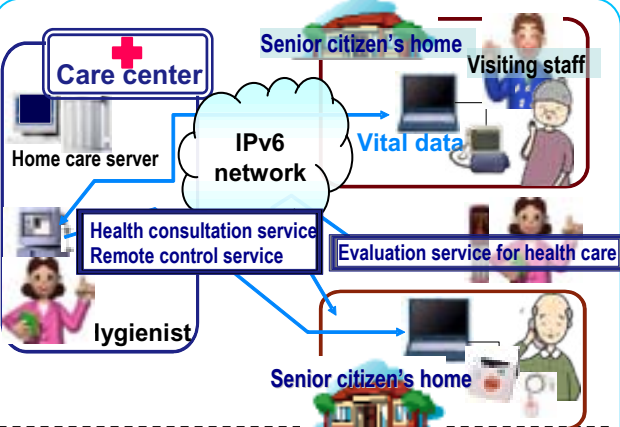 Senior citizen's home
Care center
Visiting staff
Home care server
IPv6
network
Vital data
Health consultation service
Remote control service
Evaluation service for health care
lygienist
Senior citizen's home